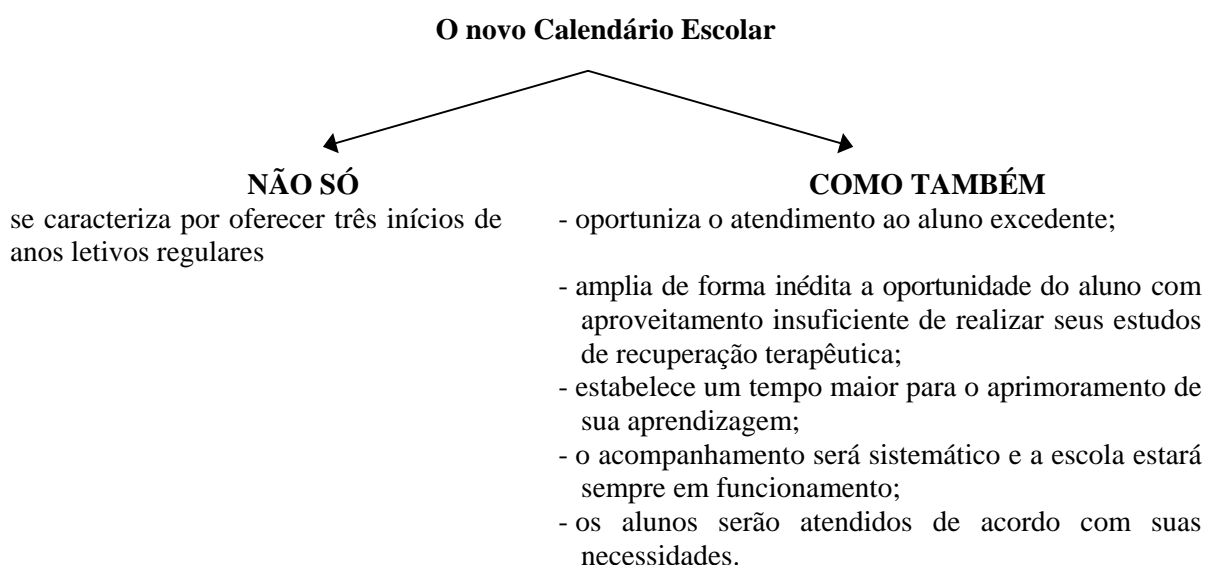 O novo Calendário Escolar
NÃO SÓ
se caracteriza por oferecer três inícios de
anos letivos regulares
COMO TAMBÉM
- oportuniza o atendimento ao aluno excedente;
- amplia de forma inédita a oportunidade do aluno com
aproveitamento insuficiente de realizar seus estudos
de recuperação terapêutica;
- estabelece um tempo maior para o aprimoramento de
sua aprendizagem;
- o acompanhamento será sistemático e a escola estará
sempre em funcionamento;
- os alunos serão atendidos de acordo com suas
necessidades.